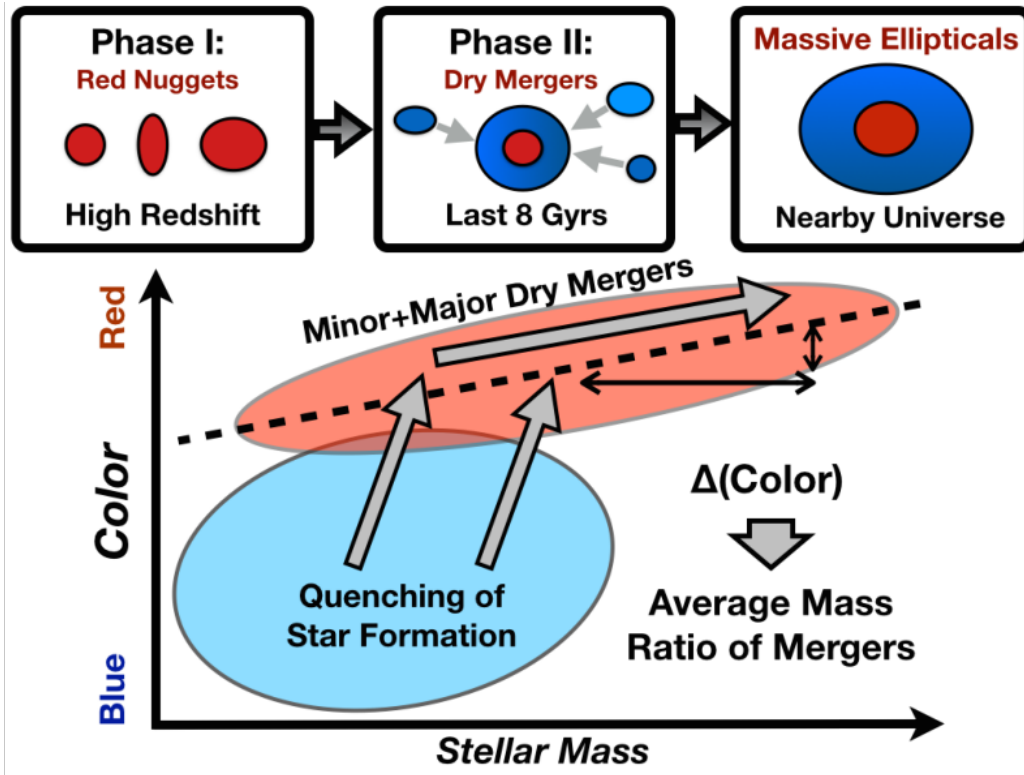 Phase I:
Red Nuggets
High Redshift
Phase II:
Dry Mergers
Last 8 Gyrs
Massive Ellipticals
Nearby Universe
Minor+Major Dry Mergers
Red
Color
Blue
Δ(Color)
Average Mass
Ratio of Mergers
Quenching of
Star Formation
Stellar Mass